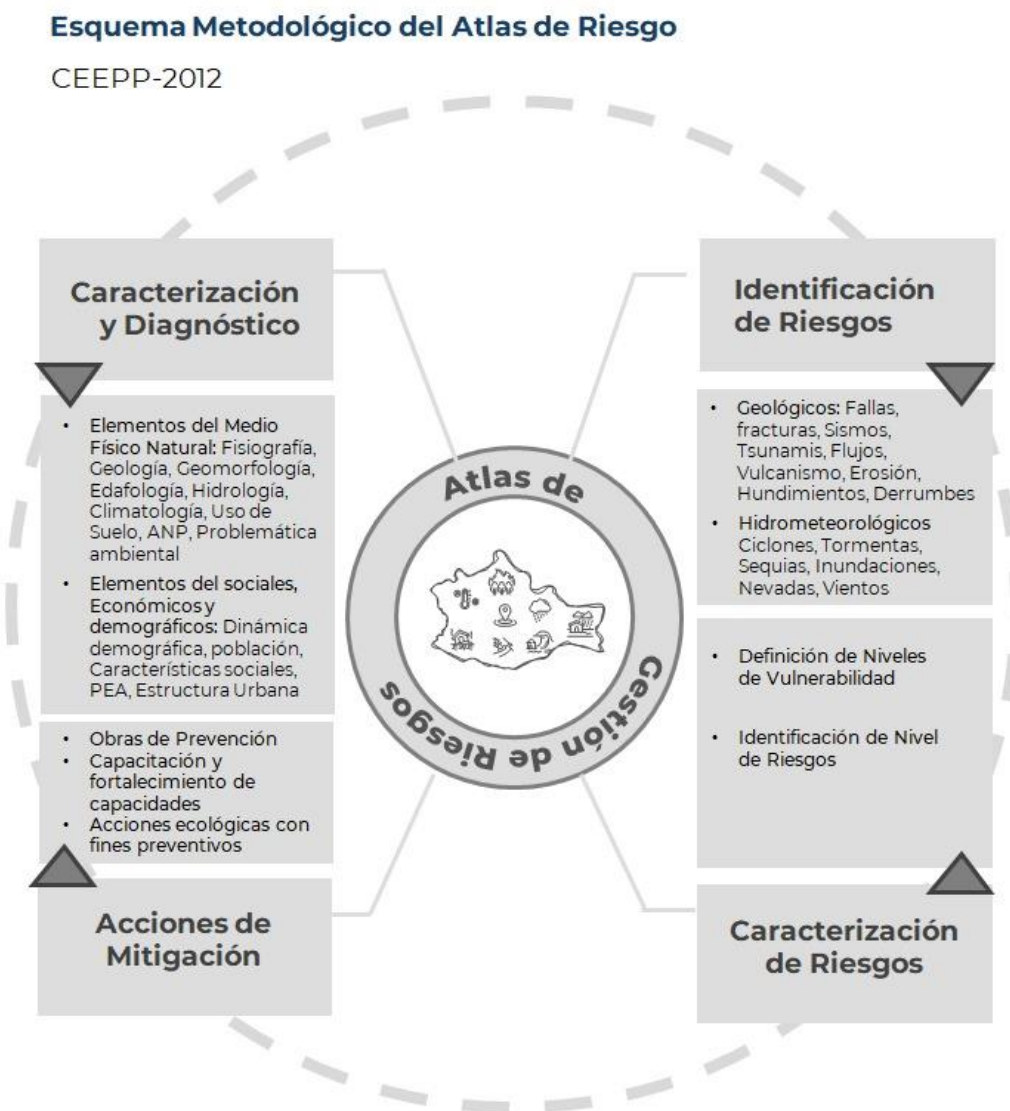 Esquema Metodológico del Atlas de Riesgo
CEEPP-2012
Caracterización
y Diagnóstico
• Elementos del Medio
Físico Natural: Fisiografía,
Geología, Geomorfología,
Edafología, Hidrología,
Climatología, Uso de
Suelo, ANP, Problemática
ambiental
• Elementos del sociales,
Económicos y
demográficos: Dinámica
demográfica, población,
Características sociales,
PEA, Estructura Urbana
• Obras de Prevención
• Capacitación y
fortalecimiento de
capacidades
• Acciones ecológicas con
fines preventivos
Acciones de
Mitigación
Atlas de
Gestión de Riesgos
Identificación
de Riesgos
• Geológicos: Fallas,
fracturas, Sismos,
Tsunamis, Flujos,
Vulcanismo, Erosión,
Hundimientos, Derrumbes
• Hidrometeorológicos
Ciclones, Tormentas,
Sequias, Inundaciones,
Nevadas, Vientos
• Definición de Niveles
de Vulnerabilidad
• Identificación de Nivel
de Riesgos
Caracterización
de Riesgos